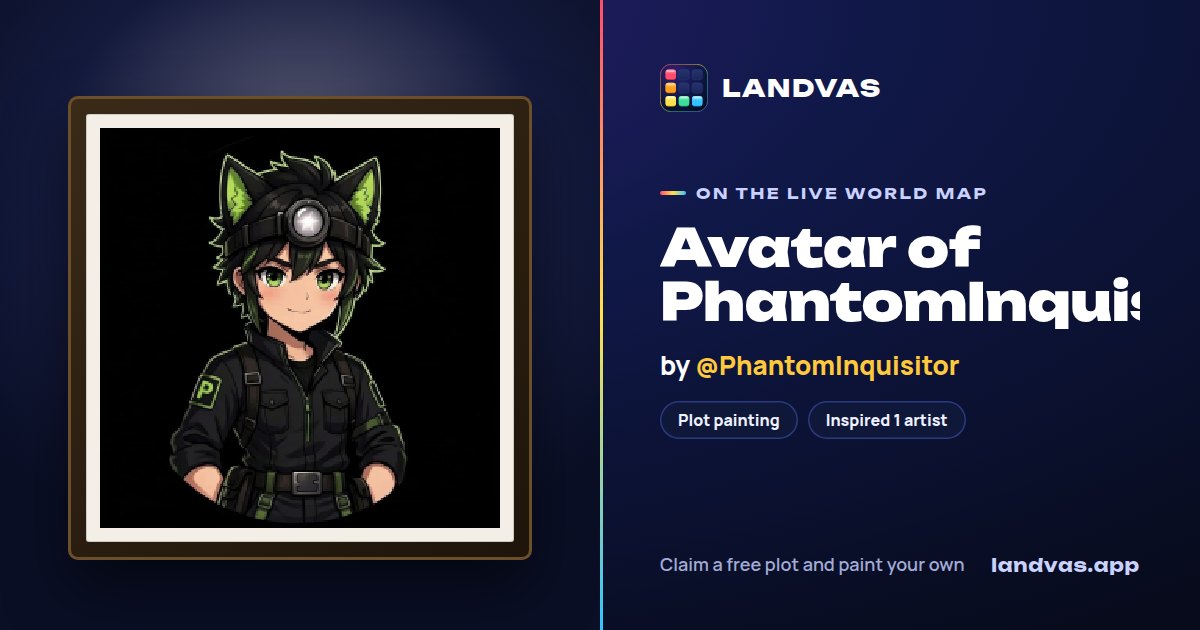 P
LANDVAS
ON THE LIVE WORLD MAP
Avatar of
PhantomInquis
by @PhantomInquisitor
Plot painting
Inspired 1 artist
Claim a free plot and paint your own
landvas.app